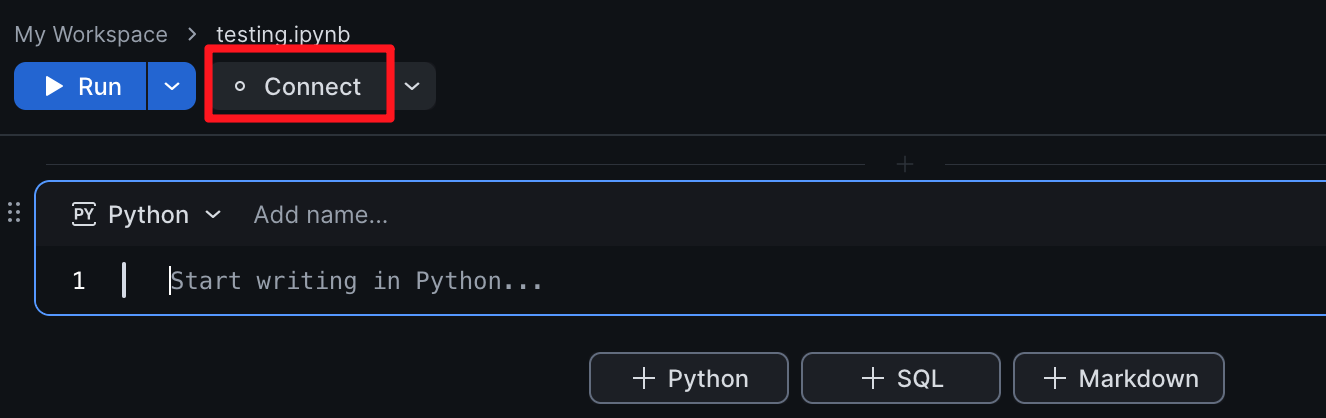 My Workspace > testing.ipynb
Run Connect
PY Python Add name...
1 Start writing in Python...
+ Python + SQL + Markdown